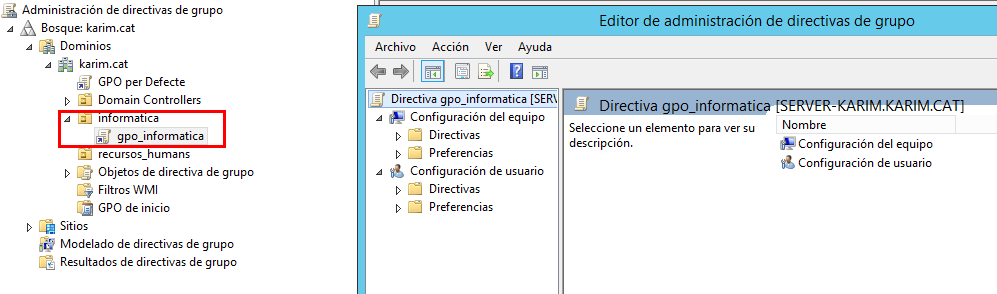 Administración de directivas de grupo
Bosque: karim.cat
Dominios
karim.cat
GPO per Defecte
Domain Controllers
informatica
gpo_informatica
recursos_humans
Objetos de directiva de grupo
Filtros WMI
GPO de inicio
Sitios
Modelado de directivas de grupo
Resultados de directivas de grupo
Editor de administración de directivas de grupo
Archivo Acción Ver Ayuda
Directiva gpo_informatica [SERV
Configuración del equipo
Directivas
Preferencias
Configuración de usuario
Directivas
Preferencias
Directiva gpo_informatica [SERVER-KARIM.KARIM.CAT]
Seleccione un elemento para ver su
descripción.
Nombre
Configuración del equipo
Configuración de usuario